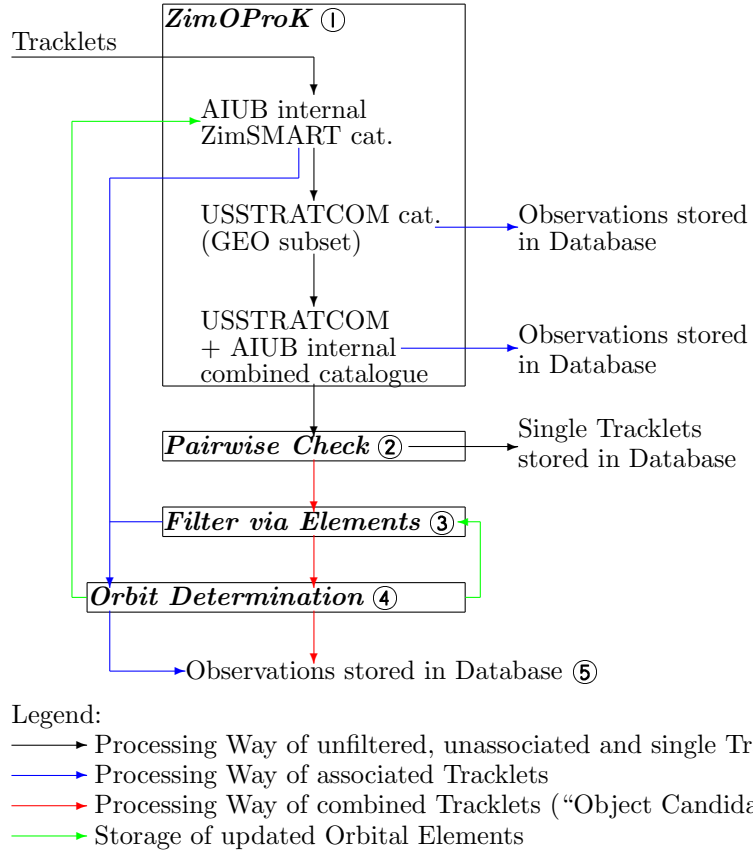 ZimOProK ①
Tracklets
AIUB internal
ZimSMART cat.
USSTRATCOM cat.
(GEO subset)
Observations stored
in Database
USSTRATCOM
+ AIUB internal
combined catalogue
Observations stored
in Database
Pairwise Check ②
Single Tracklets
stored in Database
Filter via Elements ③
Orbit Determination ④
Observations stored in Database ⑤
Legend:
Processing Way of unfiltered, unassociated and single Tr
Processing Way of associated Tracklets
Processing Way of combined Tracklets (“Object Candida
Storage of updated Orbital Elements